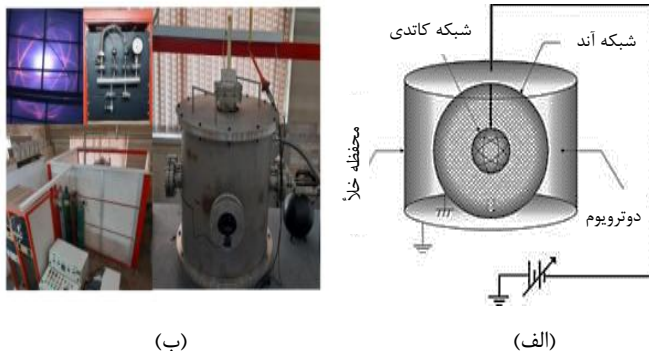 شبکه کاتدی
شبکه آند
محفظه خلأ
دوترویوم
(الف)
(ب)